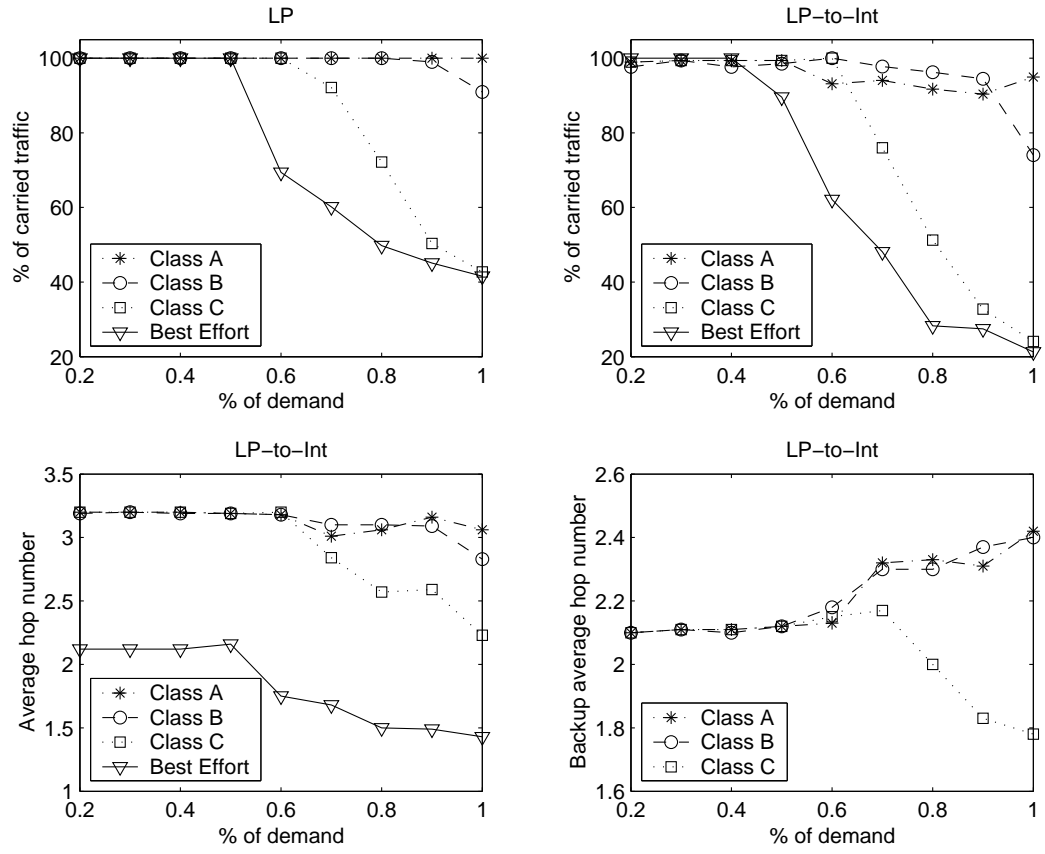 LP
% of carried traffic
100
80
60
40
20
0.2 0.4 0.6 0.8 1
% of demand
Class A
Class B
Class C
Best Effort
LP−to−Int
% of carried traffic
100
80
60
40
20
0.2 0.4 0.6 0.8 1
% of demand
Class A
Class B
Class C
Best Effort
LP−to−Int
Average hop number
3.5
3
2.5
2
1.5
1
0.2 0.4 0.6 0.8 1
% of demand
Class A
Class B
Class C
Best Effort
LP−to−Int
Backup average hop number
2.6
2.4
2.2
2
1.8
1.6
0.2 0.4 0.6 0.8 1
% of demand
Class A
Class B
Class C